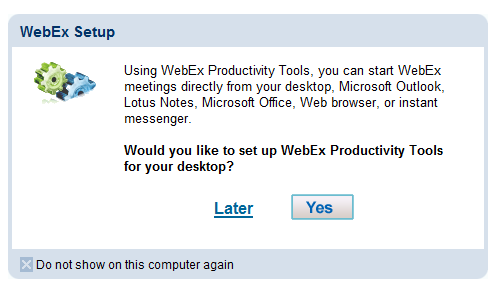 WebEx Setup
Using WebEx Productivity Tools, you can start WebEx
meetings directly from your desktop, Microsoft Outlook,
Lotus Notes, Microsoft Office, Web browser, or instant
messenger.
Would you like to set up WebEx Productivity Tools
for your desktop?
Later Yes
Do not show on this computer again